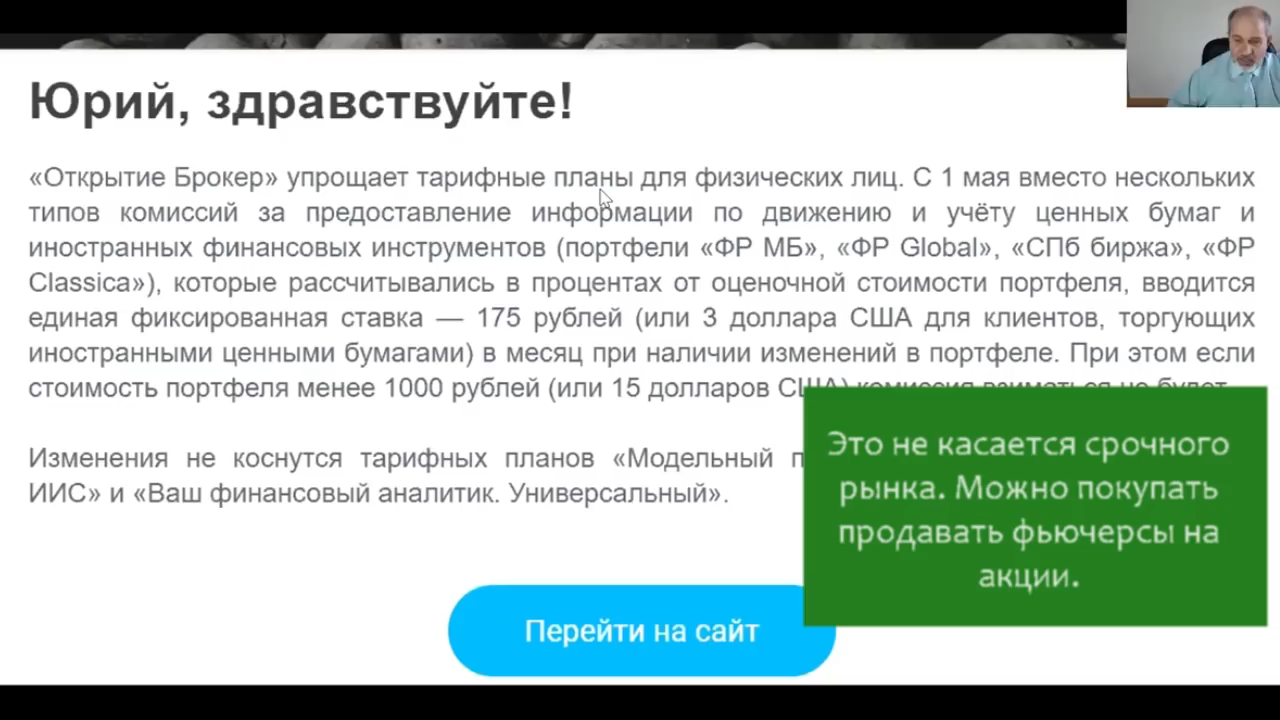 Юрий, здравствуйте!
«Открытие Брокер» упрощает тарифные планы для физических лиц. С 1 мая вместо нескольких
типов комиссий за предоставление информации по движению и учёту ценных бумаг и
иностранных финансовых инструментов (портфели «ФР МБ», «ФР Global», «СПб биржа», «ФР
Classica»), которые рассчитывались в процентах от оценочной стоимости портфеля, вводится
единая фиксированная ставка — 175 рублей (или 3 доллара США для клиентов, торгующих
иностранными ценными бумагами) в месяц при наличии изменений в портфеле. При этом если
стоимость портфеля менее 1000 рублей (или 15 долларов США) комиссия взиматься не будет.
Изменения не коснутся тарифных планов «Модельный
ИИС» и «Ваш финансовый аналитик. Универсальный».
Это не касается срочного
рынка. Можно покупать
продавать фьючерсы на
акции.
Перейти на сайт